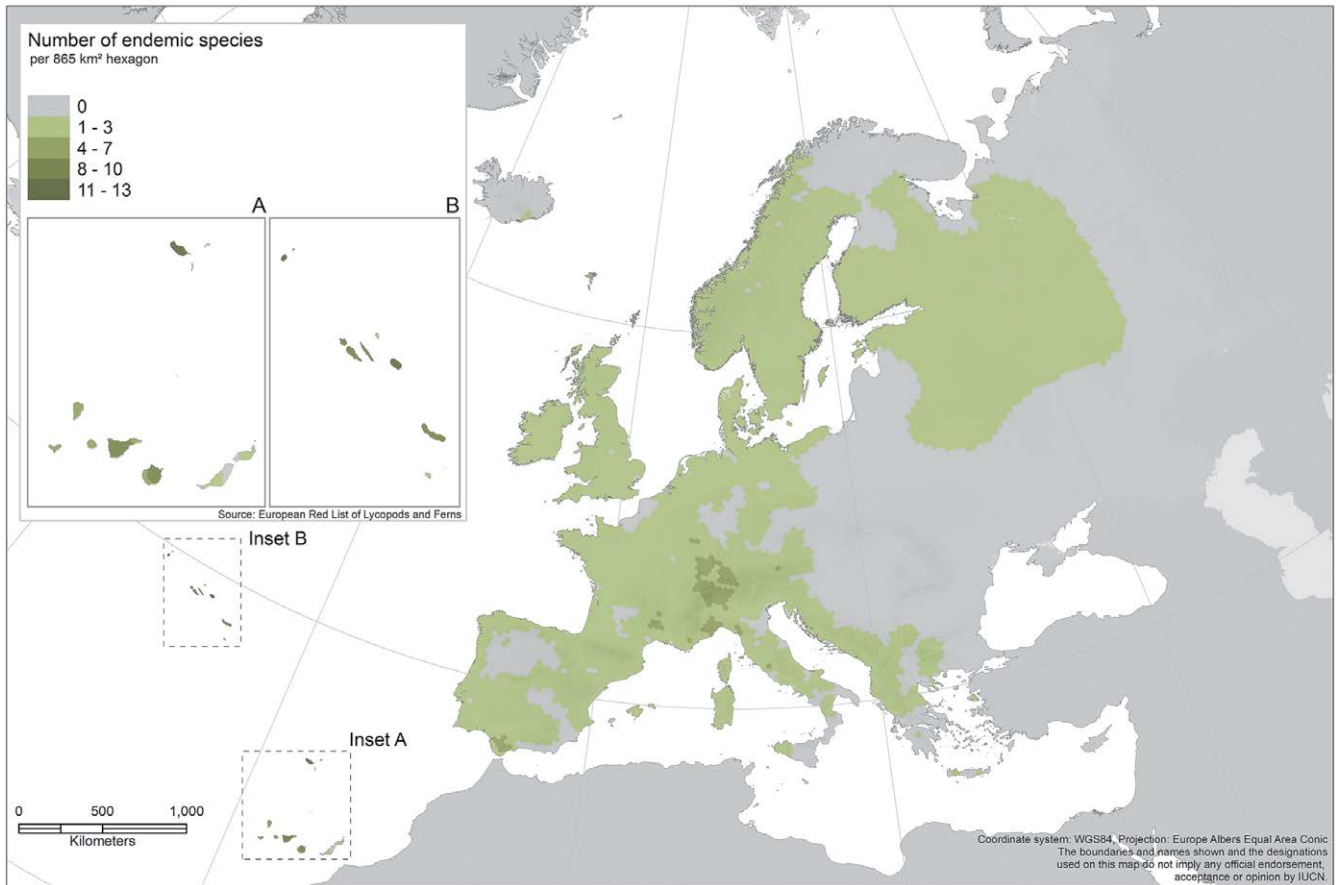 Number of endemic species
per 865 km² hexagon
0
1 - 3
4 - 7
8 - 10
11 - 13
A
B
Source: European Red List of Lycopods and Ferns
Inset B
Inset A
0 500 1,000
Kilometers
Coordinate system: WGS84, Projection: Europe Albers Equal Area Conic
The boundaries and names shown and the designations
used on this map do not imply any official endorsement,
acceptance or opinion by IUCN.